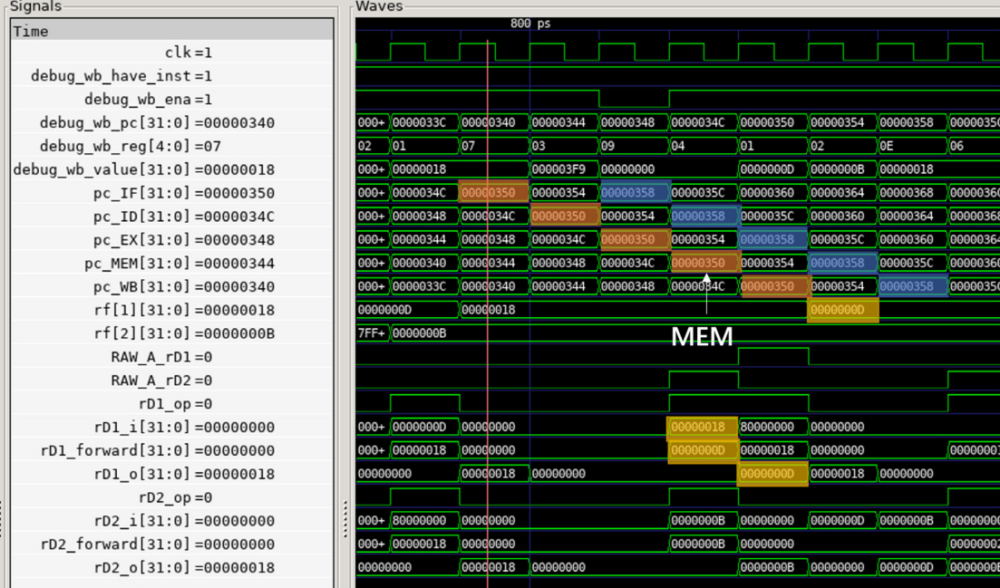 Signals Waves
Time 800 ps
clk=1
debug_wb_have_inst=1
debug_wb_ena=1
debug_wb_pc[31:0]=00000340 000+ 0000033C 00000340 00000344 00000348 0000034C 00000350 00000354 00000358 0000035C
debug_wb_reg[4:0]=07 02 01 07 03 09 04 01 02 0E 06
debug_wb_value[31:0]=00000018 000+ 00000018 000003F9 00000000 0000000D 0000000B 00000018
pc_IF[31:0]=00000350 000+ 0000034C 00000350 00000354 00000358 0000035C 00000360 00000364 00000368 0000036
pc_ID[31:0]=0000034C 000+ 00000348 0000034C 00000350 00000354 00000358 0000035C 00000360 00000364 00000368
pc_EX[31:0]=00000348 000+ 00000344 00000348 0000034C 00000350 00000354 00000358 0000035C 00000360 00000364
pc_MEM[31:0]=00000344 000+ 00000340 00000344 00000348 0000034C 00000350 00000354 00000358 0000035C 00000360
pc_WB[31:0]=00000340 000+ 0000033C 00000340 00000344 00000348 0000034C 00000350 00000354 00000358 0000035C
rf[1][31:0]=00000018 0000000D 00000018 0000000D
rf[2][31:0]=0000000B 7FF+ 0000000B
MEM
RAW_A_rD1=0
RAW_A_rD2=0
rD1_op=0
rD1_i[31:0]=00000000 000+ 0000000D 00000000 00000018 80000000 00000000
rD1_forward[31:0]=00000000 000+ 00000018 00000000 0000000D 00000018 00000000 0000000
rD1_o[31:0]=00000018 00000000 00000018 00000000 0000000D 00000018 00000000
rD2_op=0
rD2_i[31:0]=00000000 000+ 80000000 00000000 0000000B 00000000 0000000D 0000000B 0000000
rD2_forward[31:0]=00000000 000+ 00000018 00000000 0000000B 00000000 0000000
rD2_o[31:0]=00000018 00000000 00000018 00000000 0000000B 00000000 0000000D 0000000B